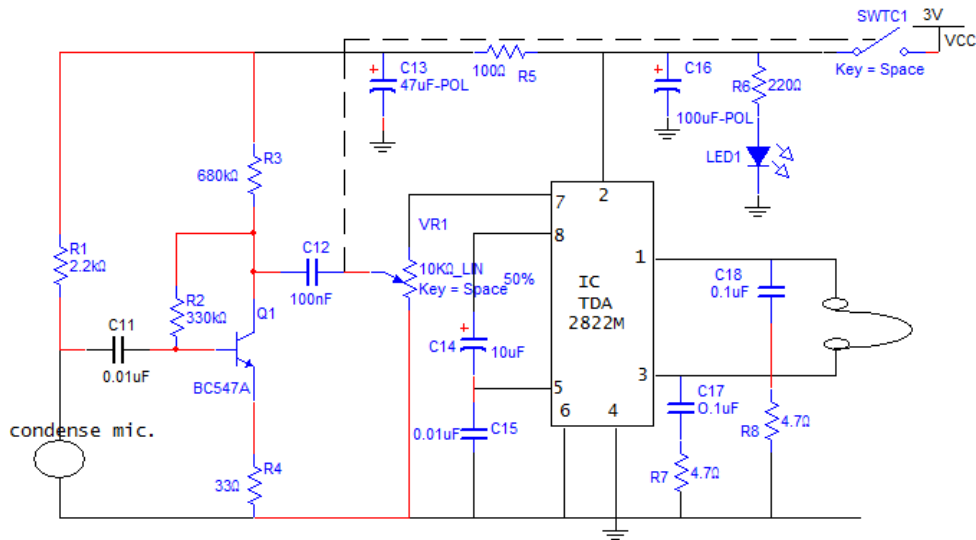 SWTC1
3V
VCC
Key = Space
C13
47uF-POL
100Ω
R5
C16
100uF-POL
R6
220Ω
LED1
R3
680kΩ
R1
2.2kΩ
R2
330kΩ
C12
100nF
VR1
10KΩ_LIN
Key = Space
50%
7
2
8
1
IC
TDA
2822M
5
3
6
4
C18
0.1uF
Q1
BC547A
C11
0.01uF
C14
10uF
0.01uF
C15
C17
0.1uF
R8
4.7Ω
R7
4.7Ω
condense mic.
R4
33Ω